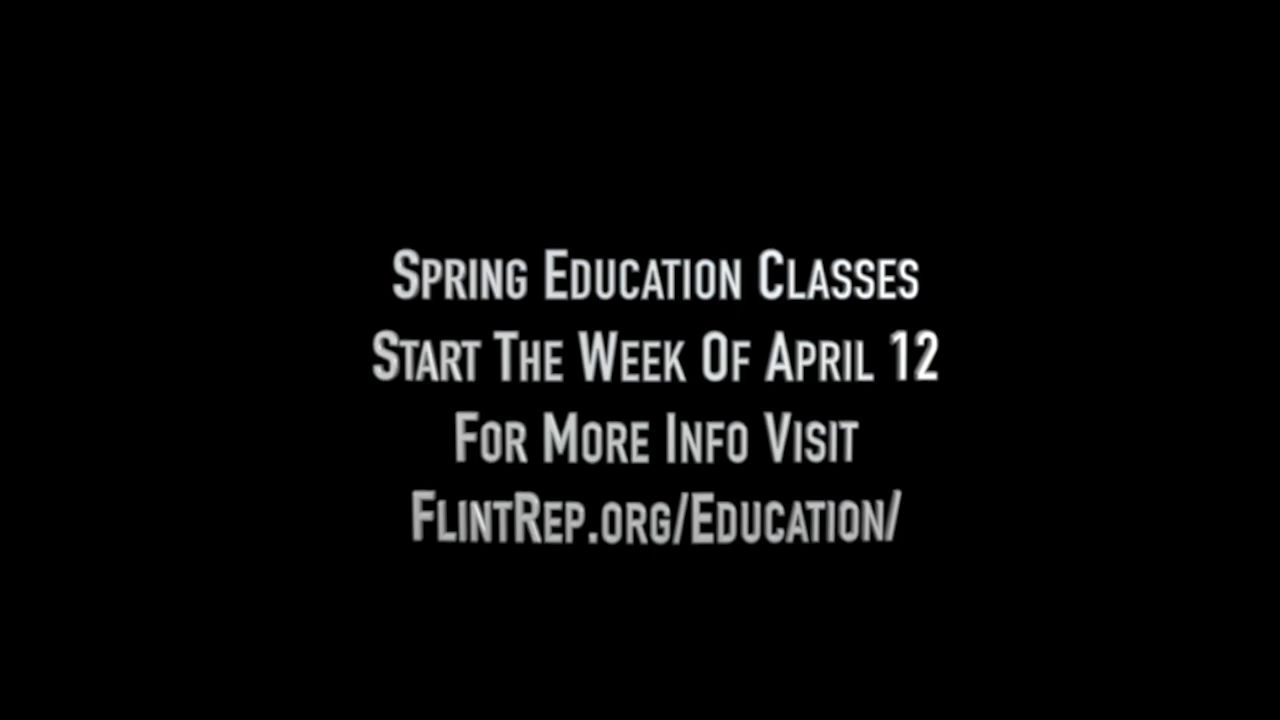 Spring Education Classes
Start The Week Of April 12
For More Info Visit
FlintRep.org/Education/